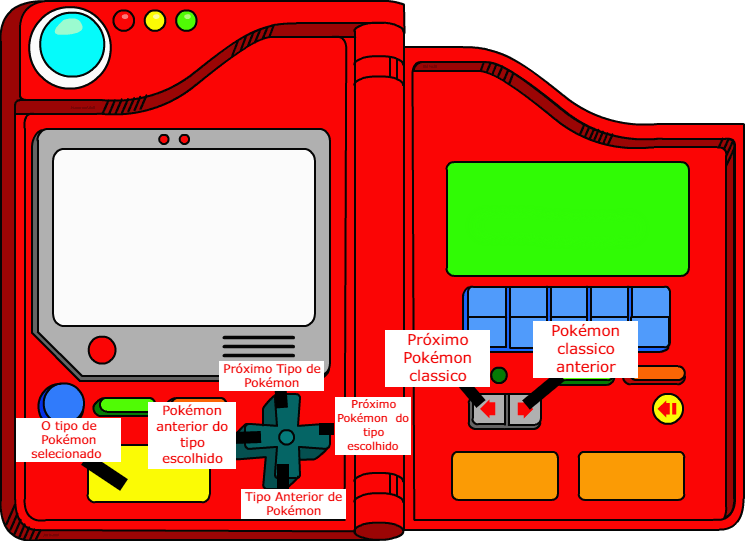 Próximo
Pokémon
classico
Pokémon
classico
anterior
Próximo Tipo de
Pokémon
Pokémon
anterior do
tipo
escolhido
Próximo
Pokémon do
tipo
escolhido
O tipo de
Pokémon
selecionado
Tipo Anterior de
Pokémon